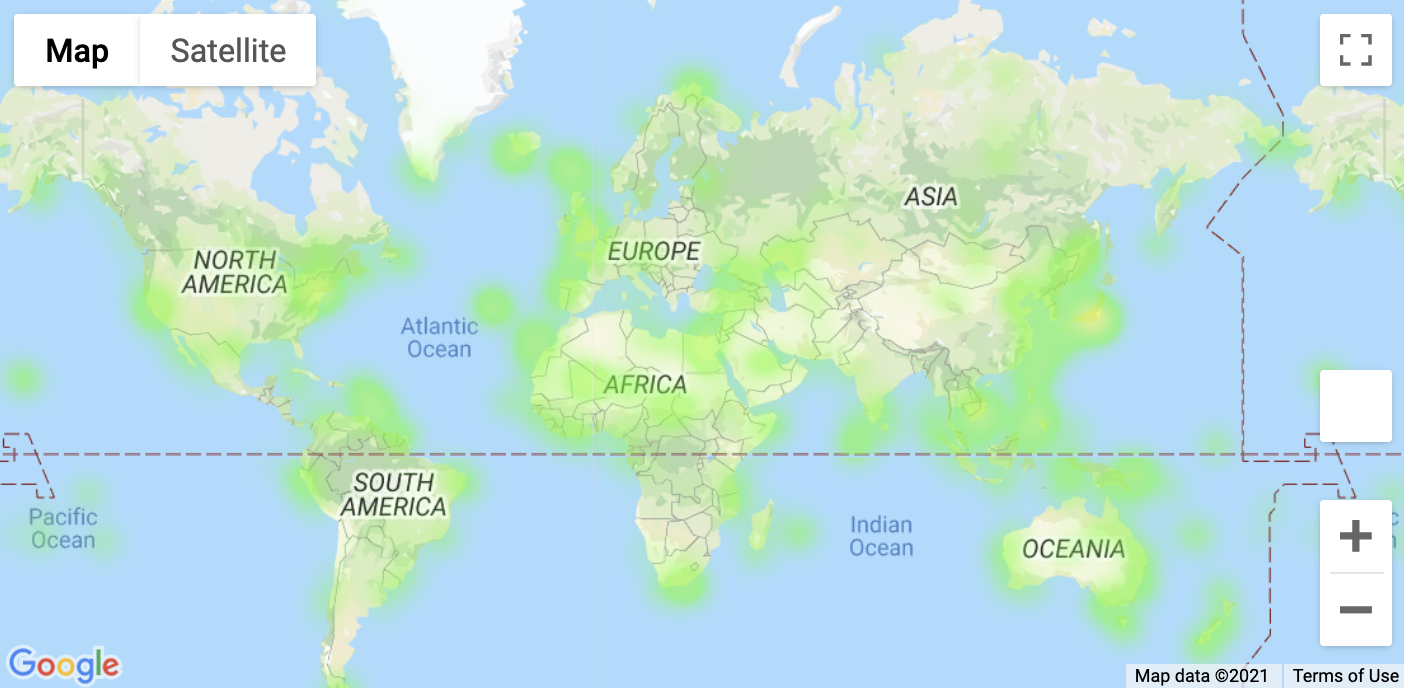 Map
Satellite
ASIA
NORTH
AMERICA
EUROPE
Atlantic
Ocean
AFRICA
SOUTH
AMERICA
Pacific
Ocean
Indian
Ocean
OCEANIA
Google
Map data ©2021
Terms of Use